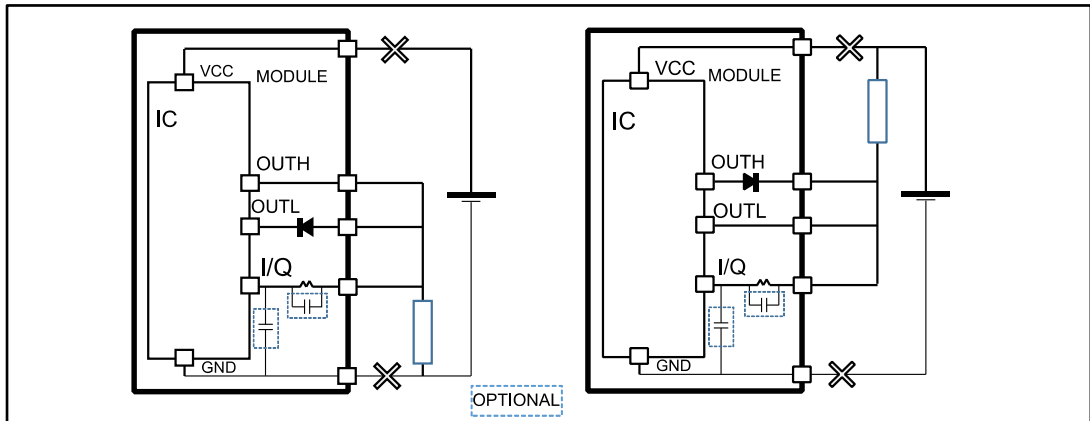 VCC
MODULE
IC
OUTH
OUTL
I/Q
GND
VCC
MODULE
IC
OUTH
OUTL
I/Q
GND
OPTIONAL